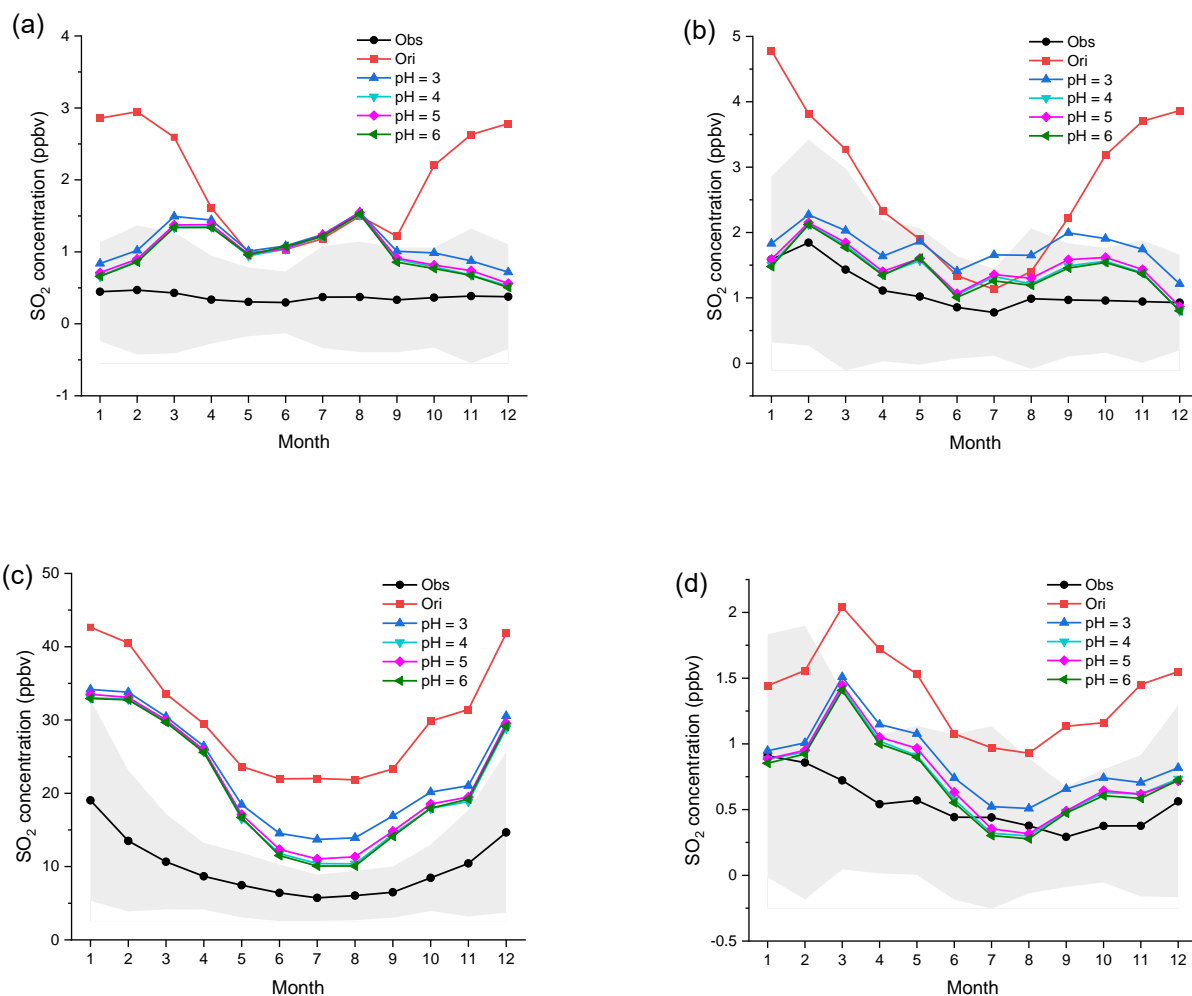 (a)
4
3
2
1
0
-1
SO2 concentration (ppbv)
Obs
Ori
pH = 3
pH = 4
pH = 5
pH = 6
1 2 3 4 5 6 7 8 9 10 11 12
Month
(b)
5
4
3
2
1
0
SO2 concentration (ppbv)
Obs
Ori
pH = 3
pH = 4
pH = 5
pH = 6
1 2 3 4 5 6 7 8 9 10 11 12
Month
(c)
50
40
30
20
10
0
SO2 concentration (ppbv)
Obs
Ori
pH = 3
pH = 4
pH = 5
pH = 6
1 2 3 4 5 6 7 8 9 10 11 12
Month
(d)
2
1.5
1
0.5
0
-0.5
SO2 concentration (ppbv)
Obs
Ori
pH = 3
pH = 4
pH = 5
pH = 6
1 2 3 4 5 6 7 8 9 10 11 12
Month